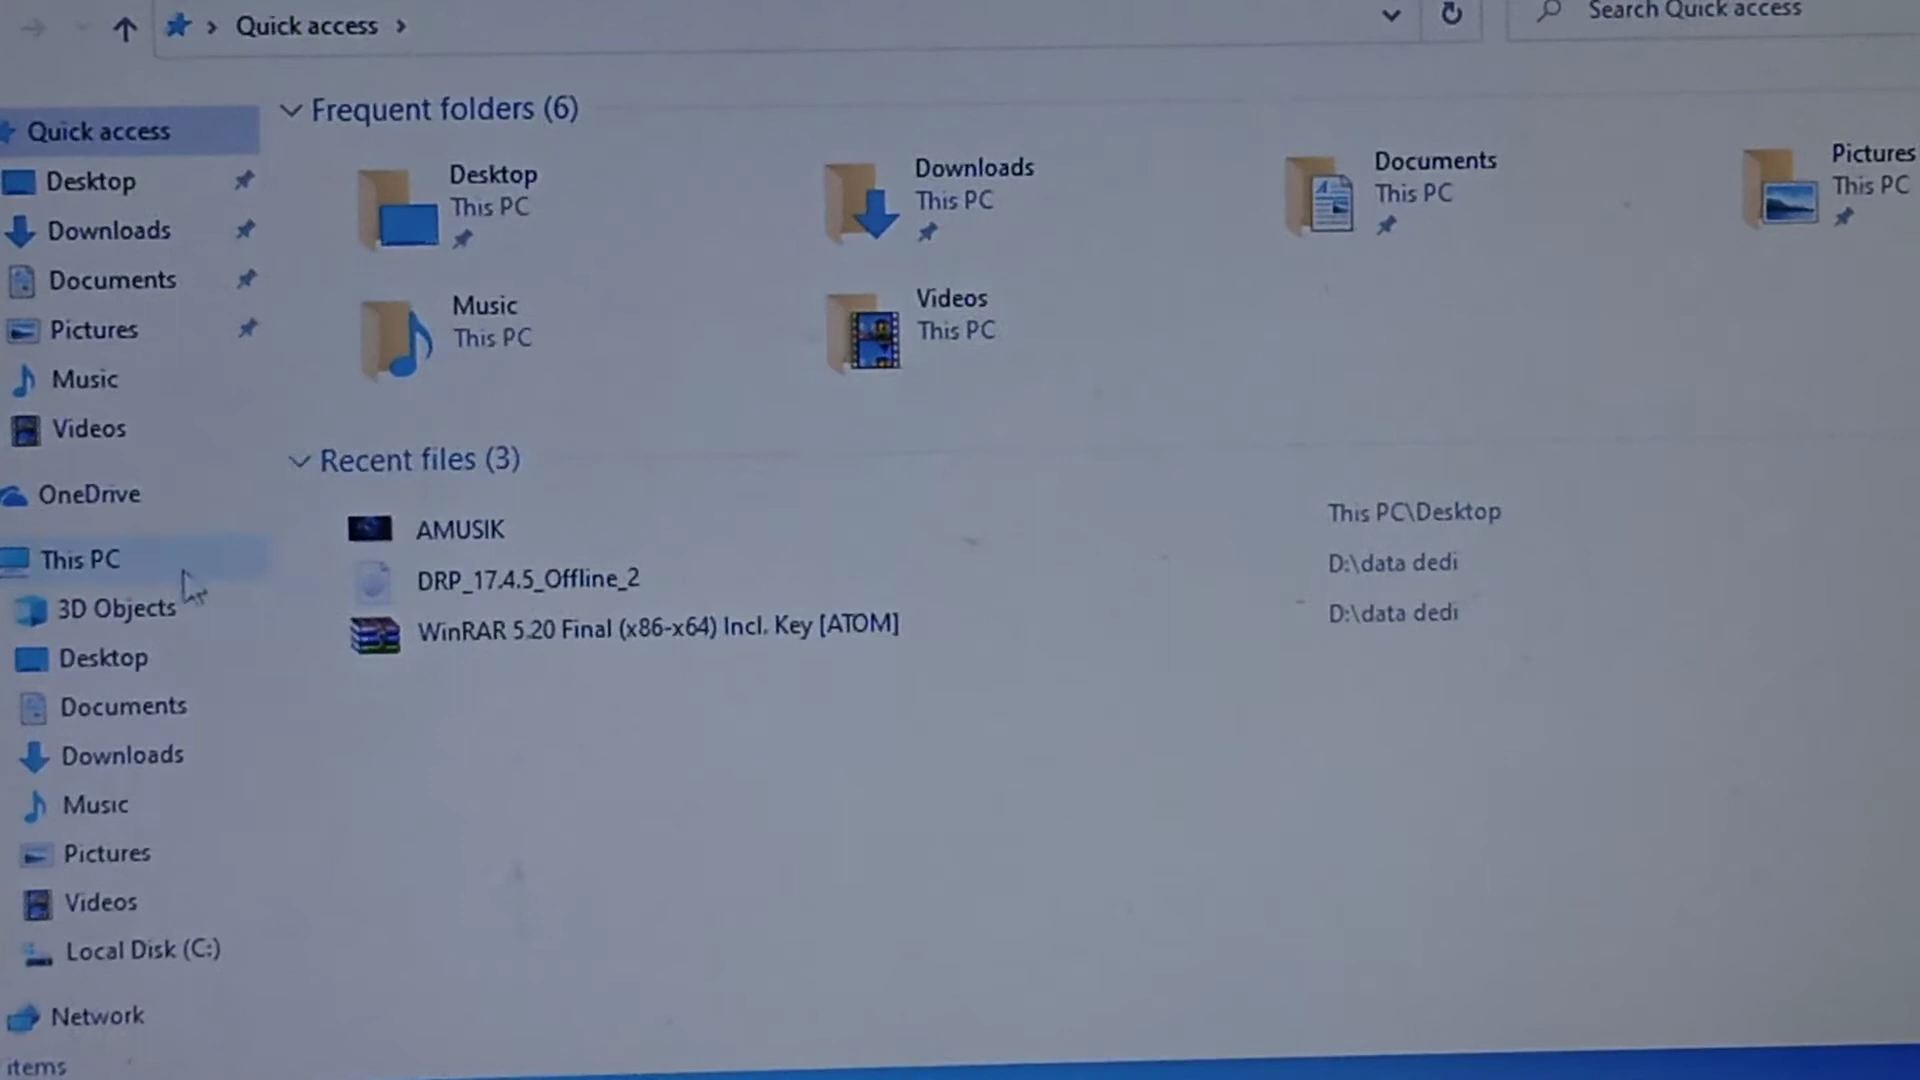 Quick access
Search Quick access
Quick access
Desktop
Downloads
Documents
Pictures
Music
Videos
OneDrive
This PC
3D Objects
Desktop
Documents
Downloads
Music
Pictures
Videos
Local Disk (C:)
Network
items
Frequent folders (6)
Desktop
This PC
Downloads
This PC
Documents
This PC
Pictures
This PC
Music
This PC
Videos
This PC
Recent files (3)
AMUSIK
This PC\Desktop
DRP_17.4.5_Offline_2
D:\data dedi
WinRAR 5.20 Final (x86-x64) Incl. Key [ATOM]
D:\data dedi